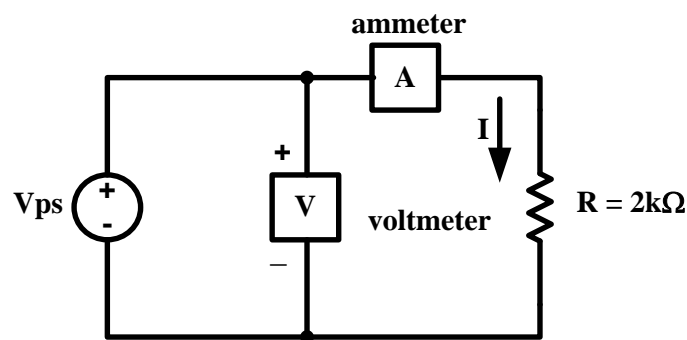 ammeter
A
I
+
Vps
+
-
V
–
voltmeter
R = 2kΩ